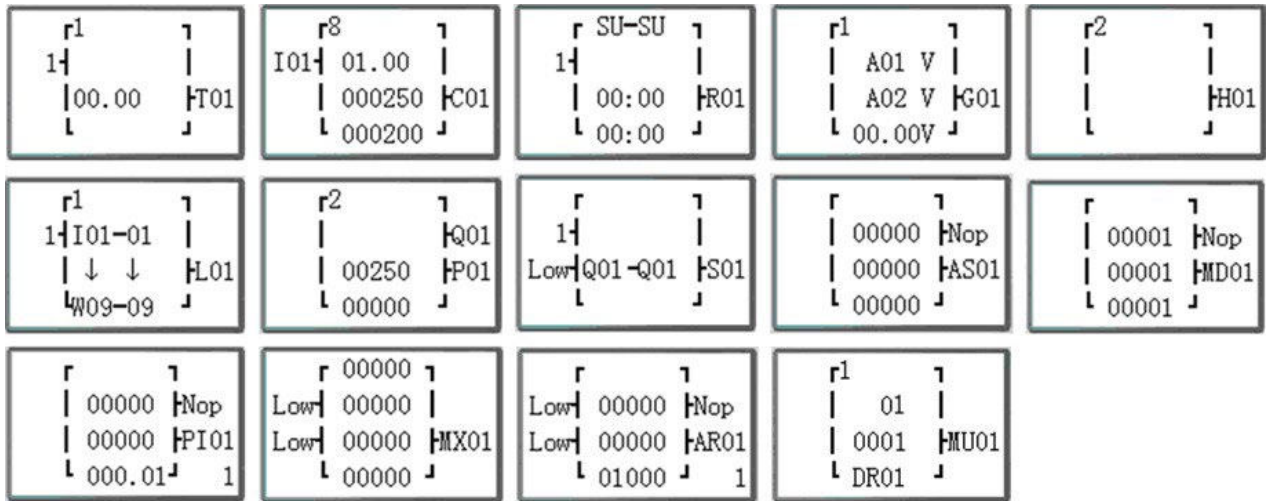 1
1
00.00 T01
8
I01 01.00
000250 C01
000200
SU-SU
1
00:00 R01
00:00
1
A01 V
A02 V G01
00.00V
2
H01
1
1 I01-01
↓ ↓ L01
W09-09
2
Q01
00250 P01
00000
1
Low Q01-Q01 S01
00000 Nop
00000 AS01
00000
00001 Nop
00001 MD01
00001
00000 Nop
00000 PI01
000.01 1
00000
Low 00000
Low 00000 MX01
00000
Low 00000 Nop
Low 00000 AR01
01000 1
1
01
0001 MU01
DR01